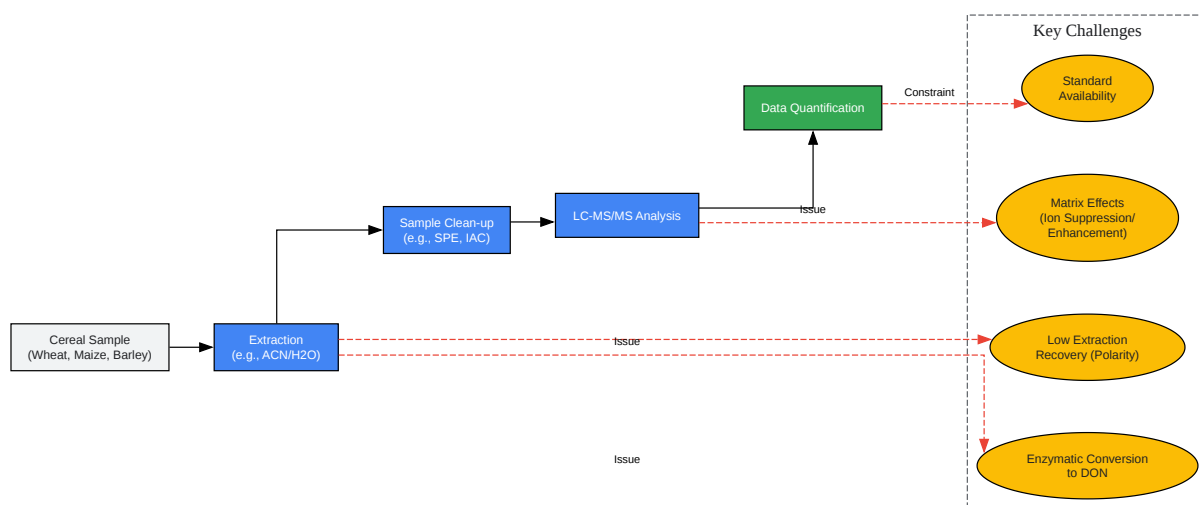 Key Challenges
Standard
Availability
Constraint
Data Quantification
Matrix Effects
(Ion Suppression/
Enhancement)
Issue
LC-MS/MS Analysis
Sample Clean-up
(e.g., SPE, IAC)
Cereal Sample
(Wheat, Maize, Barley)
Extraction
(e.g., ACN/H2O)
Issue
Low Extraction
Recovery (Polarity)
Issue
Enzymatic Conversion
to DON